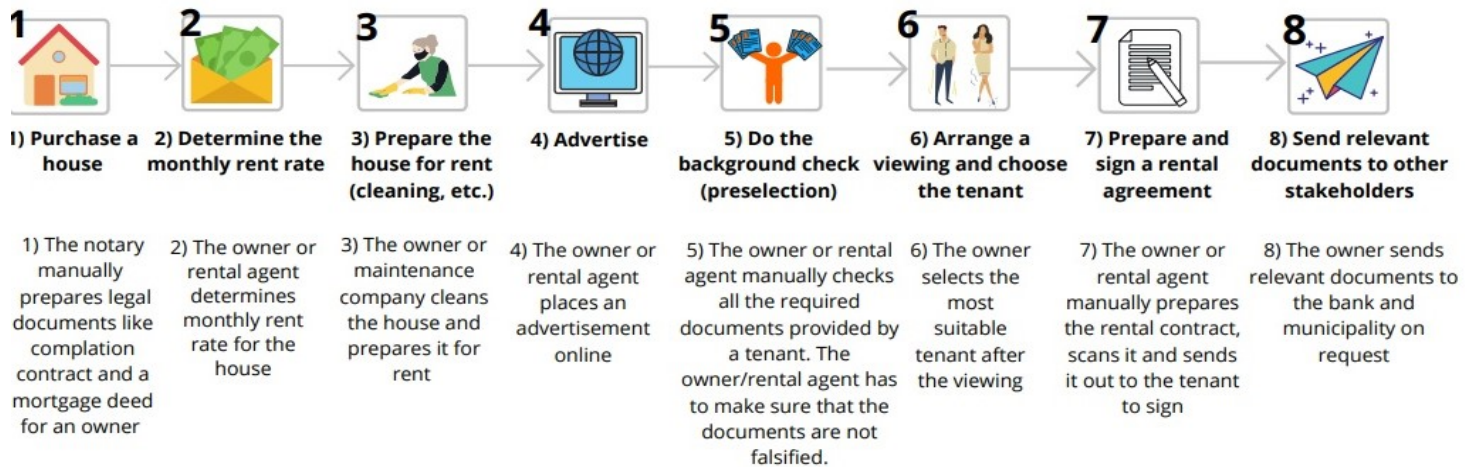 1
2
3
4
5
6
7
8
1) Purchase a
house
2) Determine the
monthly rent rate
3) Prepare the
house for rent
(cleaning, etc.)
4) Advertise
5) Do the
background check
(preselection)
6) Arrange a
viewing and choose
the tenant
7) Prepare and
sign a rental
agreement
8) Send relevant
documents to other
stakeholders
1) The notary
manually
prepares legal
documents like
complation
contract and a
mortgage deed
for an owner
2) The owner or
rental agent
determines
monthly rent
rate for the
house
3) The owner or
maintenance
company cleans
the house and
prepares it for
rent
4) The owner or
rental agent
places an
advertisement
online
5) The owner or rental
agent manually checks
all the required
documents provided by
a tenant. The
owner/rental agent has
to make sure that the
documents are not
falsified.
6) The owner
selects the
most
suitable
tenant after
the viewing
7) The owner or
rental agent
manually prepares
the rental contract,
scans it and sends
it out to the tenant
to sign
8) The owner sends
relevant documents to
the bank and
municipality on
request